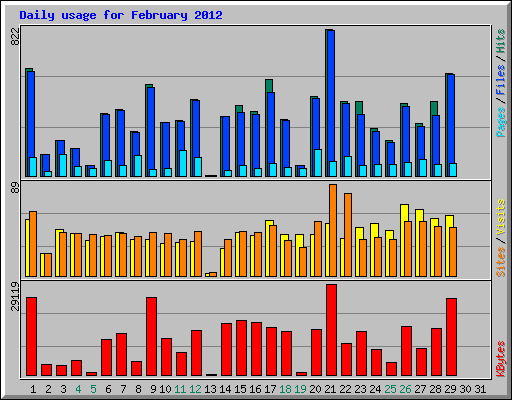 Daily usage for February 2012
822
Pages / Files / Hits
89
Sites / Visits
29119
KBytes
1 2 3 4 5 6 7 8 9 10 11 12 13 14 15 16 17 18 19 20 21 22 23 24 25 26 27 28 29 30 31